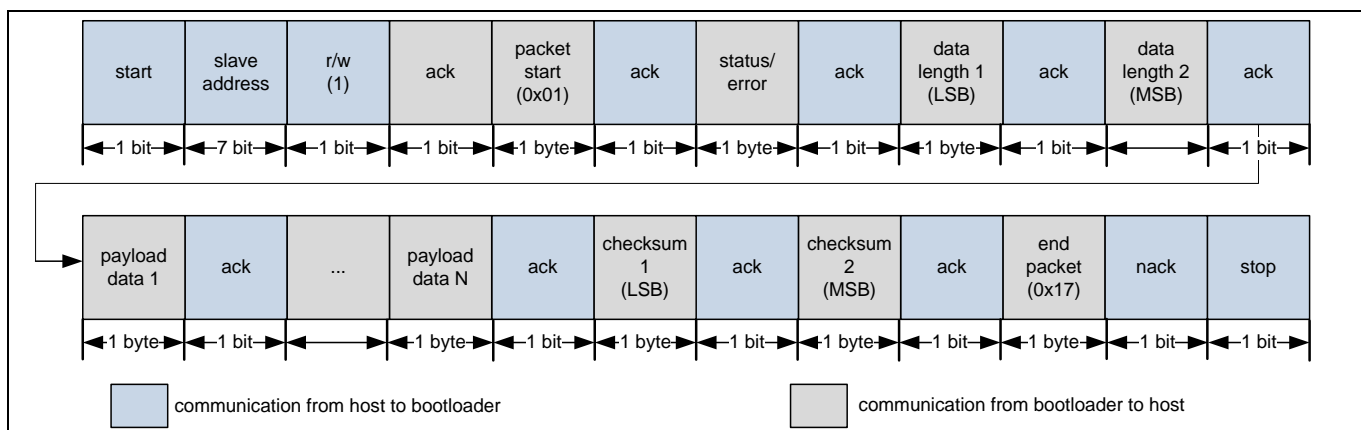 start
slave
address
r/w
(1)
ack
packet
start
(0x01)
ack
status/
error
ack
data
length 1
(LSB)
ack
data
length 2
(MSB)
ack
1 bit
7 bit
1 bit
1 bit
1 byte
1 bit
1 byte
1 bit
1 byte
1 bit
1 bit
payload
data 1
ack
...
payload
data N
ack
checksum
1
(LSB)
ack
checksum
2
(MSB)
ack
end
packet
(0x17)
nack
stop
1 byte
1 bit
1 byte
1 bit
1 byte
1 bit
1 byte
1 bit
1 byte
1 bit
1 bit
communication from host to bootloader
communication from bootloader to host